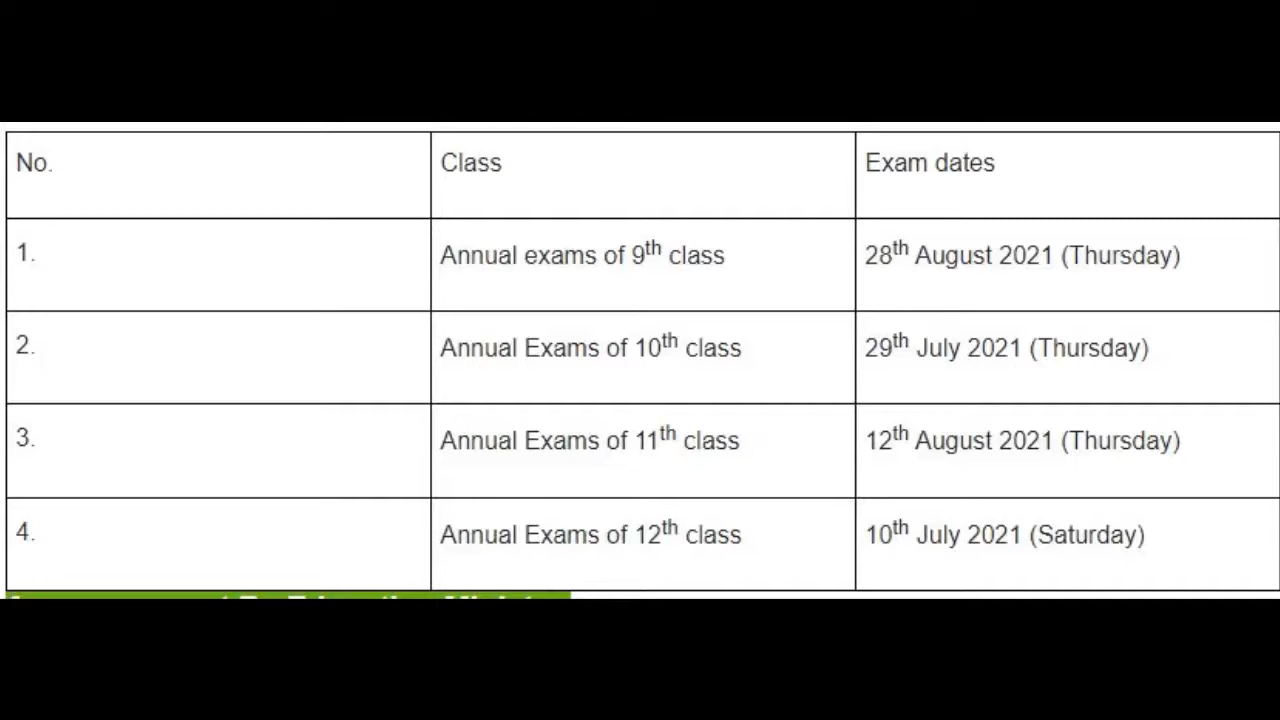 No. Class Exam dates
1. Annual exams of 9th class 28th August 2021 (Thursday)
2. Annual Exams of 10th class 29th July 2021 (Thursday)
3. Annual Exams of 11th class 12th August 2021 (Thursday)
4. Annual Exams of 12th class 10th July 2021 (Saturday)